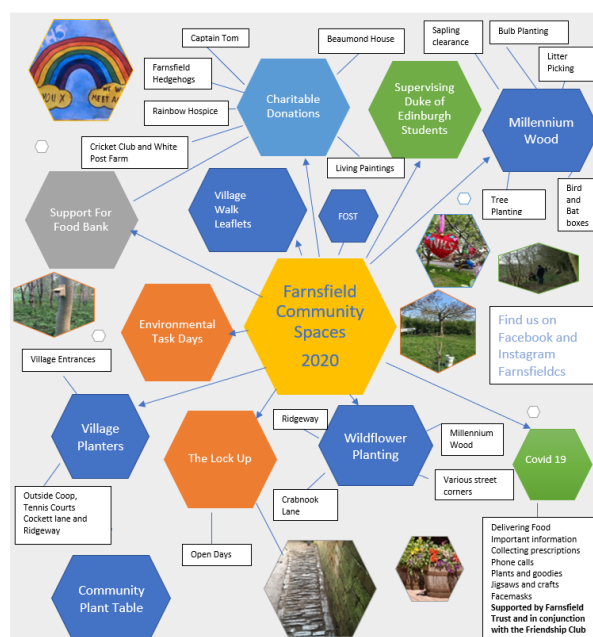 Captain Tom
Beaumond House
Sapling
clearance
Bulb Planting
Litter
Picking
Farnsfield
Hedgehogs
Rainbow Hospice
Cricket Club and White
Post Farm
Charitable
Donations
Living Paintings
Supervising
Duke of
Edinburgh
Students
Millennium
Wood
Tree
Planting
Bird
and
Bat
boxes
YOU X
MEET A
Support For
Food Bank
Village
Walk
Leaflets
FOST
NHS
Farnsfield
Community
Spaces
2020
Environmental
Task Days
Find us on
Facebook and
Instagram
Farnsfieldcs
Village Entrances
Village
Planters
Outside Coop,
Tennis Courts
Cockett lane and
Ridgeway
The Lock Up
Open Days
Ridgeway
Wildflower
Planting
Millennium
Wood
Various street
corners
Crabnook
Lane
Covid 19
Delivering Food
Important information
Collecting prescriptions
Phone calls
Plants and goodies
Jigsaws and crafts
Facemasks
Supported by Farnsfield
Trust and in conjunction
with the Friendship Club
Community
Plant Table